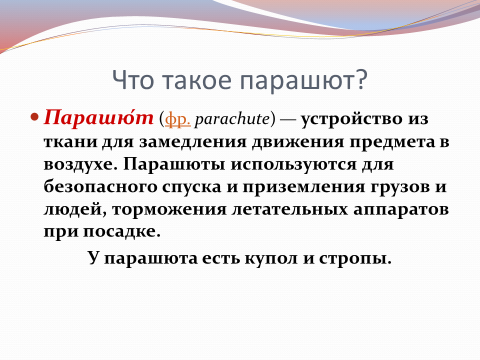 Что такое парашют?
• Парашю́т (фр. parachute) — устройство из
ткани для замедления движения предмета в
воздухе. Парашюты используются для
безопасного спуска и приземления грузов и
людей, торможения летательных аппаратов
при посадке.
У парашюта есть купол и стропы.